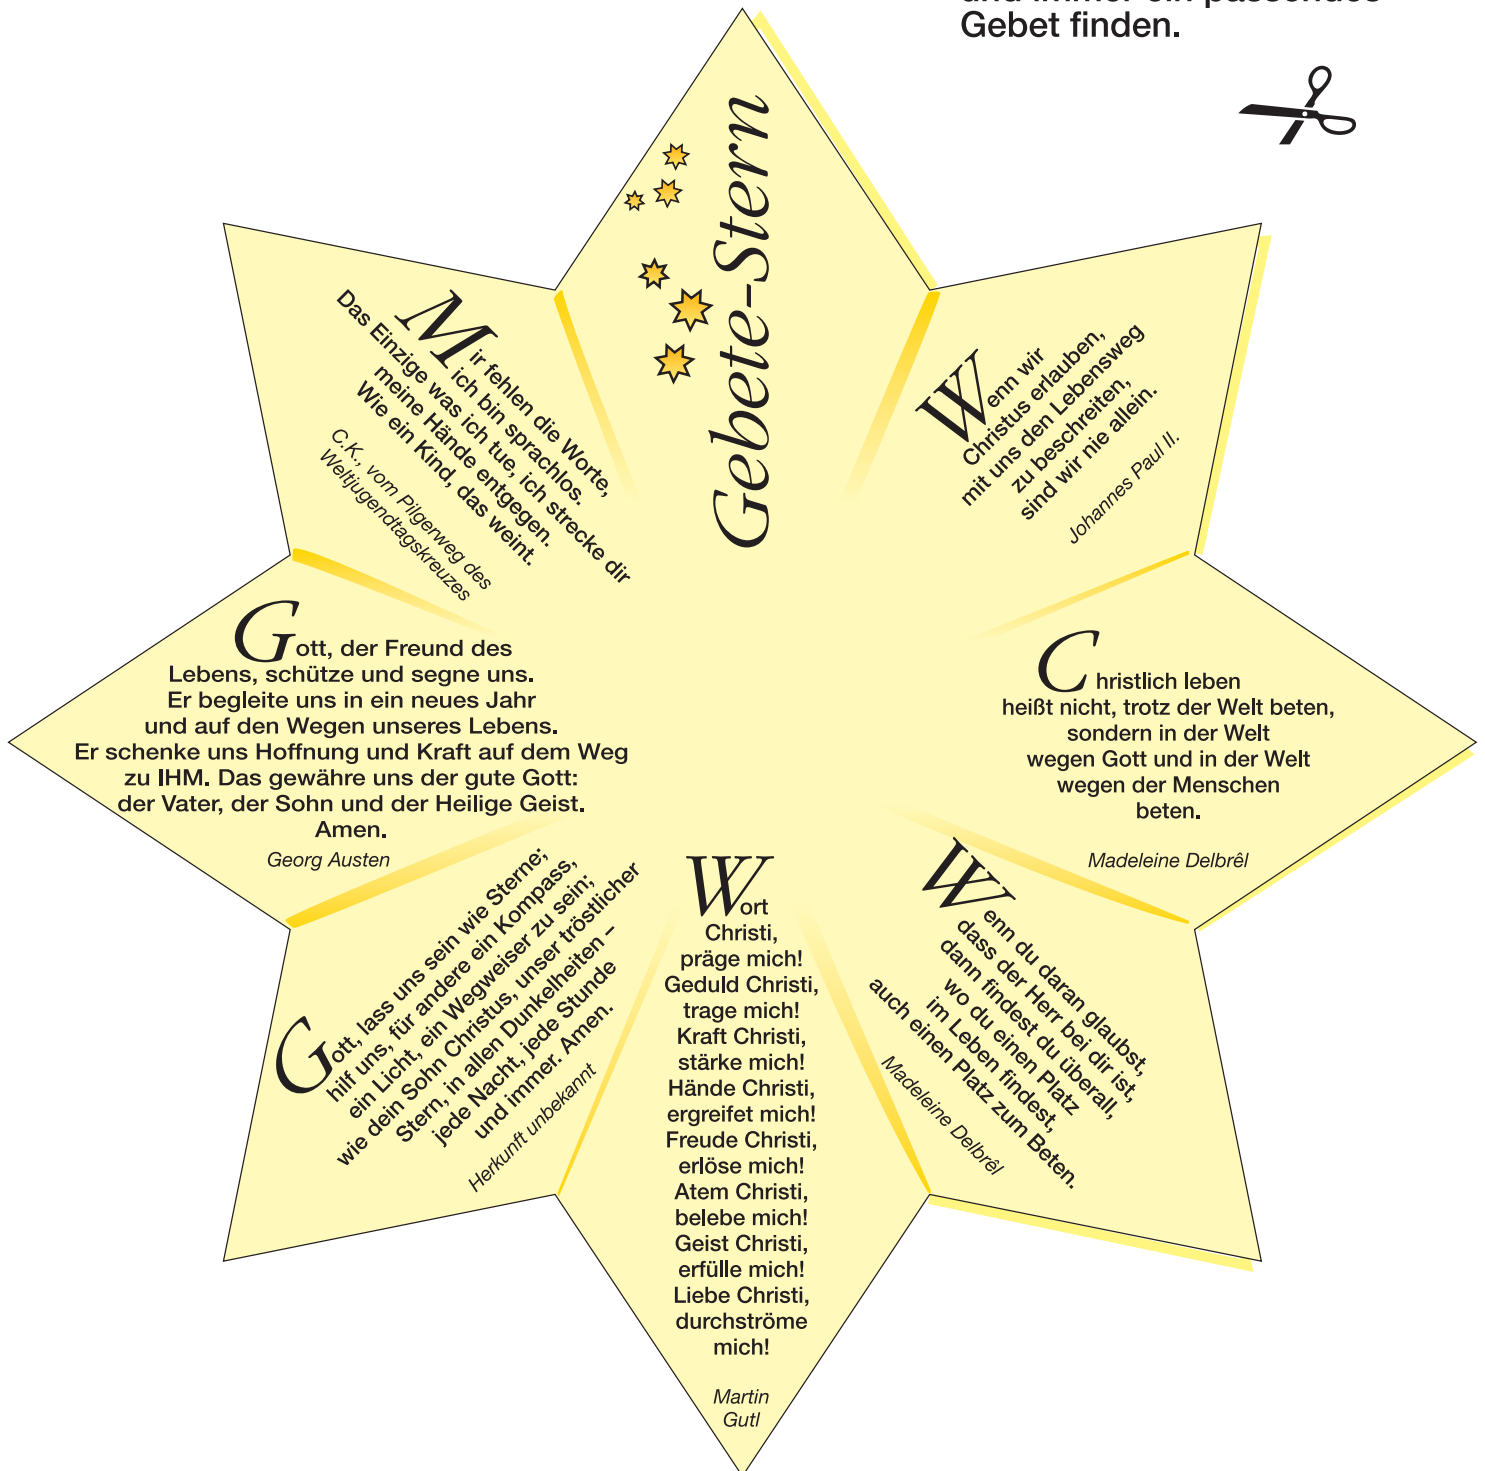 Gebet finden.
Gebete-Stern
Wenn wir
Christus erlauben,
mit uns den Lebensweg
zu beschreiten,
sind wir nie allein.
Johannes Paul II.
Christlich leben
heißt nicht, trotz der Welt beten,
sondern in der Welt
wegen Gott und in der Welt
wegen der Menschen
beten.
Madeleine Delbrêl
Wenn du daran glaubst,
dass der Herr bei dir ist,
dann findest du überall,
wo du einen Platz
im Leben findest,
auch einen Platz zum Beten.
Madeleine Delbrêl
Wort
Christi,
präge mich!
Geduld Christi,
trage mich!
Kraft Christi,
stärke mich!
Hände Christi,
ergreifet mich!
Freude Christi,
erlöse mich!
Atem Christi,
belebe mich!
Geist Christi,
erfülle mich!
Liebe Christi,
durchströme
mich!
Martin
Gutl
Gott, lass uns sein wie Sterne;
hilf uns, für andere ein Kompass,
ein Licht, ein Wegweiser zu sein;
wie dein Sohn Christus, unser tröstlicher
Stern, in allen Dunkelheiten –
jede Nacht, jede Stunde
und immer. Amen.
Herkunft unbekannt
Gott, der Freund des
Lebens, schütze und segne uns.
Er begleite uns in ein neues Jahr
und auf den Wegen unseres Lebens.
Er schenke uns Hoffnung und Kraft auf dem Weg
zu IHM. Das gewähre uns der gute Gott:
der Vater, der Sohn und der Heilige Geist.
Amen.
Georg Austen
Mir fehlen die Worte,
ich bin sprachlos.
Das Einzige was ich tue, ich strecke dir
meine Hände entgegen.
Wie ein Kind, das weint.
C.K., vom Pilgerweg des
Weltjugendtagskreuzes